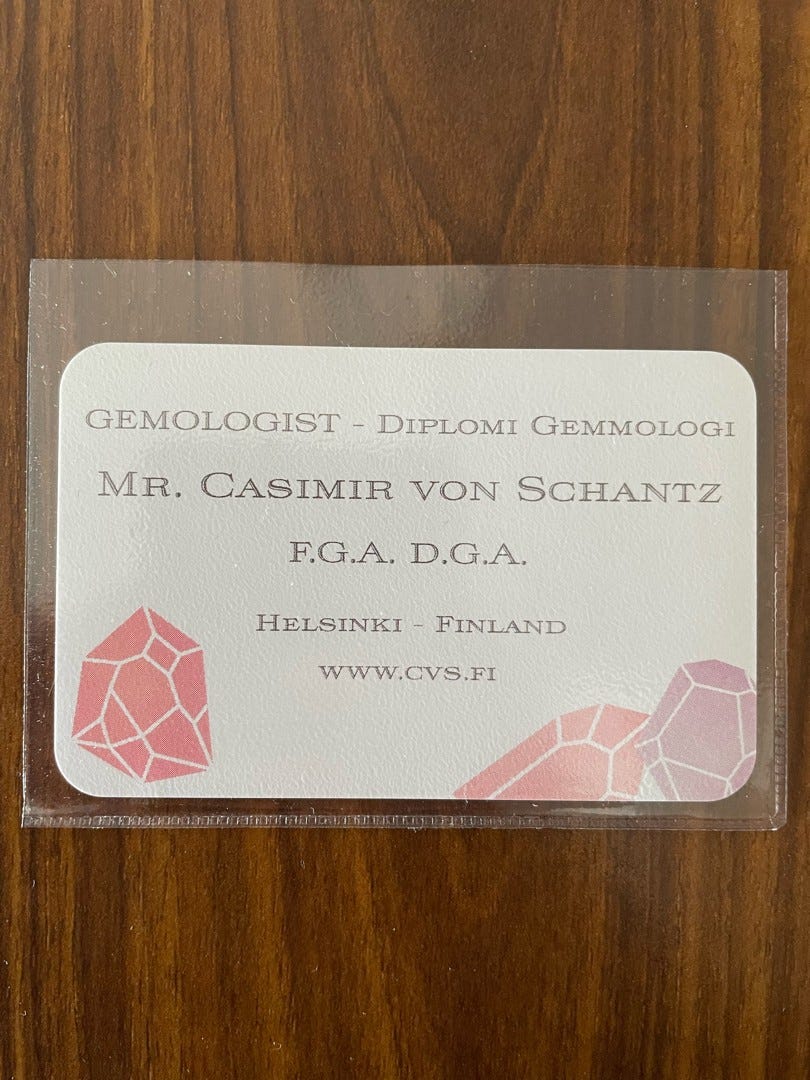 GEMOLOGIST - DIPLOMI GEMMOLOGI
MR. CASIMIR VON SCHANTZ
F.G.A. D.G.A.
HELSINKI - FINLAND
WWW.CVS.FI